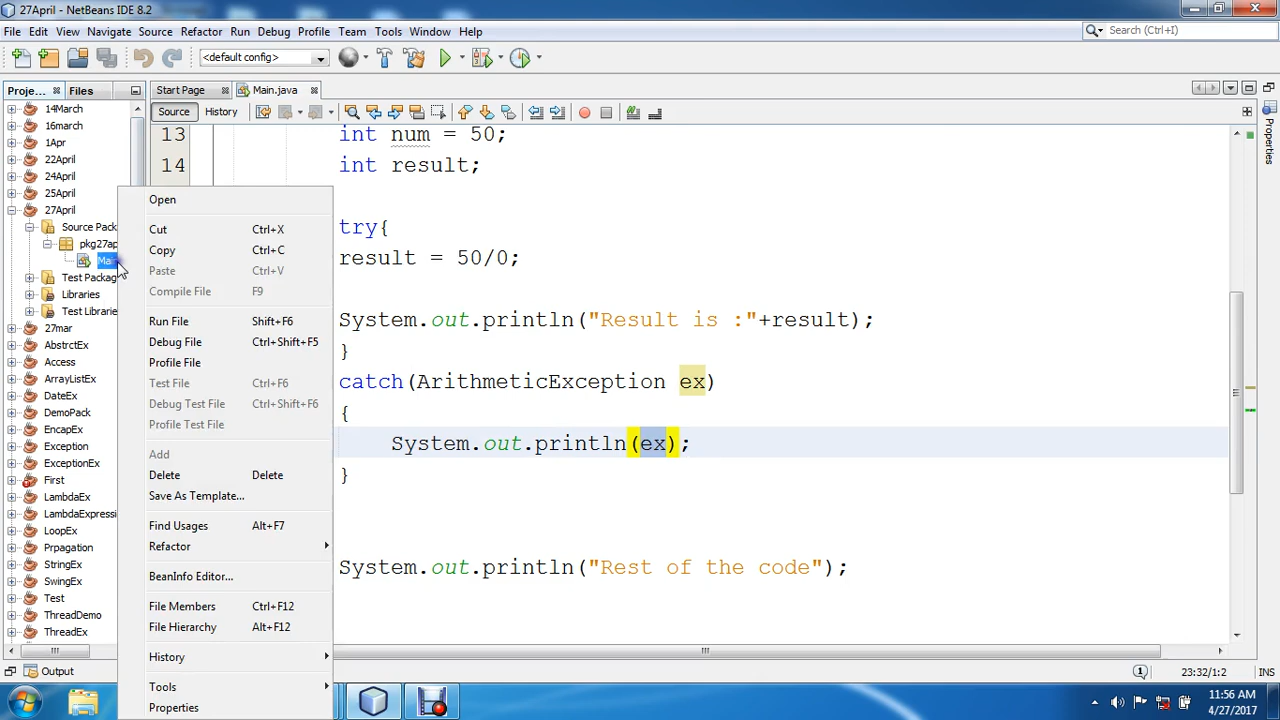 27April - NetBeans IDE 8.2
File Edit View Navigate Source Refactor Run Debug Profile Team Tools Window Help
Search (Ctrl+I)
<default config>
Proje... Files
Start Page Main.java
Source History
14March
16march
1Apr
22April
24April
25April
27April
Source Pack
pkg27ap
Ma
Test Packag
Libraries
Test Librarie
27mar
AbstrctEx
Access
ArrayListEx
DateEx
DemoPack
EncapEx
Exception
ExceptionEx
First
LambdaEx
LambdaExpressi
LoopEx
Prpagation
StringEx
SwingEx
Test
ThreadDemo
ThreadEx
Open
Cut Ctrl+X
Copy Ctrl+C
Paste Ctrl+V
Compile File F9
Run File Shift+F6
Debug File Ctrl+Shift+F5
Profile File
Test File Ctrl+F6
Debug Test File Ctrl+Shift+F6
Profile Test File
Add
Delete Delete
Save As Template...
Find Usages Alt+F7
Refactor
BeanInfo Editor...
File Members Ctrl+F12
File Hierarchy Alt+F12
History
Tools
Properties
13 int num = 50;
14 int result;
try{
result = 50/0;
System.out.println("Result is :"+result);
}
catch(ArithmeticException ex)
{
System.out.println(ex);
}
System.out.println("Rest of the code");
Properties
Output
1
23:32/1:2 INS
11:56 AM
4/27/2017